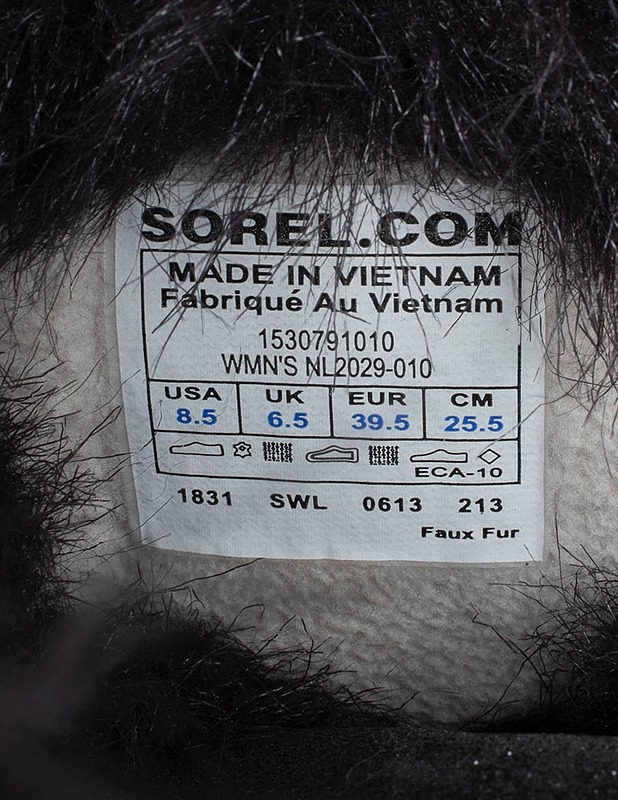 SOREL.COM
MADE IN VIETNAM
Fabriqué Au Vietnam
1530791010
WMN'S NL2029-010
USA UK EUR CM
8.5 6.5 39.5 25.5
ECA-10
1831 SWL 0613 213
Faux Fur